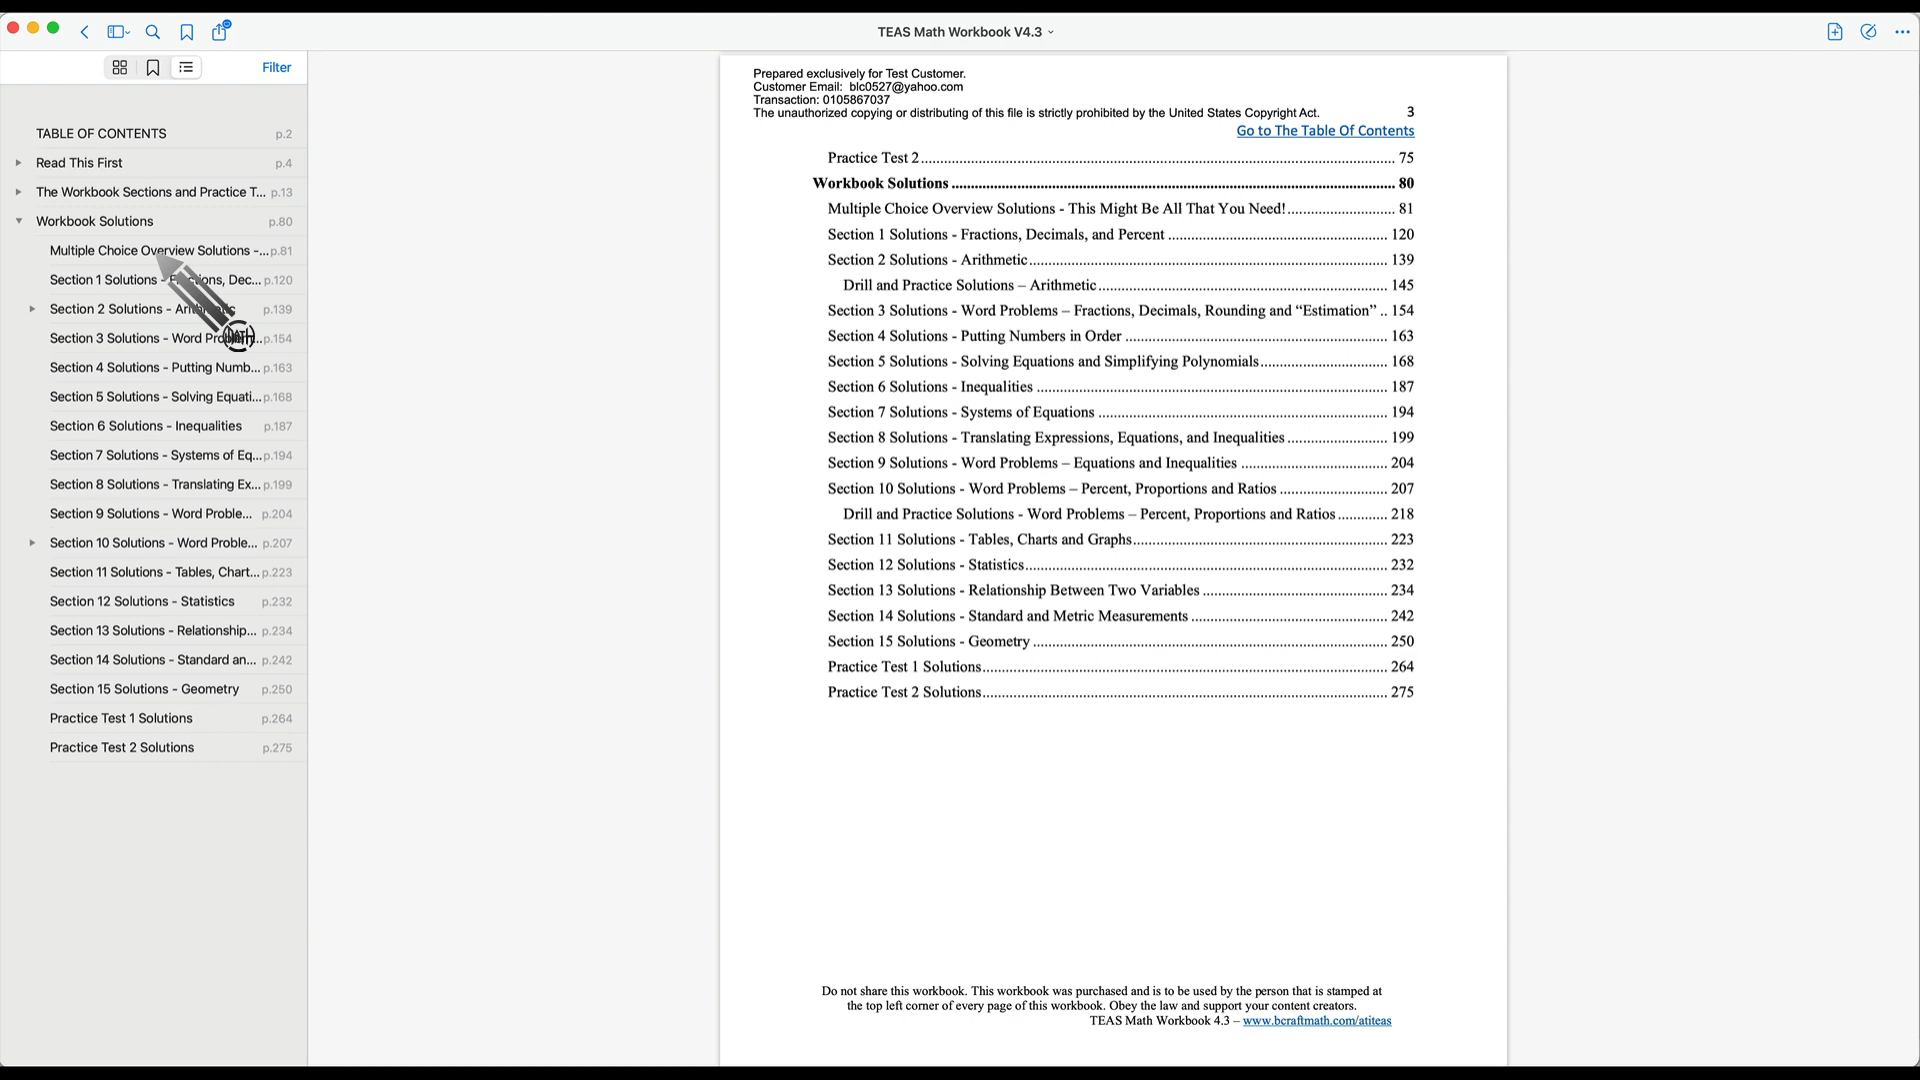 TEAS Math Workbook V4.3
Filter
TABLE OF CONTENTS p.2
Read This First p.4
The Workbook Sections and Practice T... p.13
Workbook Solutions p.80
Multiple Choice Overview Solutions -... p.81
Section 1 Solutions - ons, Dec... p.120
Section 2 Solutions - p.139
Section 3 Solutions - Word p.154
Section 4 Solutions - Putting Numb... p.163
Section 5 Solutions - Solving Equati... p.168
Section 6 Solutions - Inequalities p.187
Section 7 Solutions - Systems of Eq... p.194
Section 8 Solutions - Translating Ex... p.199
Section 9 Solutions - Word Proble... p.204
Section 10 Solutions - Word Proble... p.207
Section 11 Solutions - Tables, Chart... p.223
Section 12 Solutions - Statistics p.232
Section 13 Solutions - Relationship... p.234
Section 14 Solutions - Standard an... p.242
Section 15 Solutions - Geometry p.250
Practice Test 1 Solutions p.264
Practice Test 2 Solutions p.275
Prepared exclusively for Test Customer.
Customer Email: blc0527@yahoo.com
Transaction: 0105867037
The unauthorized copying or distributing of this file is strictly prohibited by the United States Copyright Act. 3
Go to The Table Of Contents
Practice Test 2 75
Workbook Solutions 80
Multiple Choice Overview Solutions - This Might Be All That You Need! 81
Section 1 Solutions - Fractions, Decimals, and Percent 120
Section 2 Solutions - Arithmetic 139
Drill and Practice Solutions – Arithmetic 145
Section 3 Solutions - Word Problems – Fractions, Decimals, Rounding and “Estimation” 154
Section 4 Solutions - Putting Numbers in Order 163
Section 5 Solutions - Solving Equations and Simplifying Polynomials 168
Section 6 Solutions - Inequalities 187
Section 7 Solutions - Systems of Equations 194
Section 8 Solutions - Translating Expressions, Equations, and Inequalities 199
Section 9 Solutions - Word Problems – Equations and Inequalities 204
Section 10 Solutions - Word Problems – Percent, Proportions and Ratios 207
Drill and Practice Solutions - Word Problems – Percent, Proportions and Ratios 218
Section 11 Solutions - Tables, Charts and Graphs 223
Section 12 Solutions - Statistics 232
Section 13 Solutions - Relationship Between Two Variables 234
Section 14 Solutions - Standard and Metric Measurements 242
Section 15 Solutions - Geometry 250
Practice Test 1 Solutions 264
Practice Test 2 Solutions 275
Do not share this workbook. This workbook was purchased and is to be used by the person that is stamped at
the top left corner of every page of this workbook. Obey the law and support your content creators.
TEAS Math Workbook 4.3 – www.bcraftmath.com/atiteas